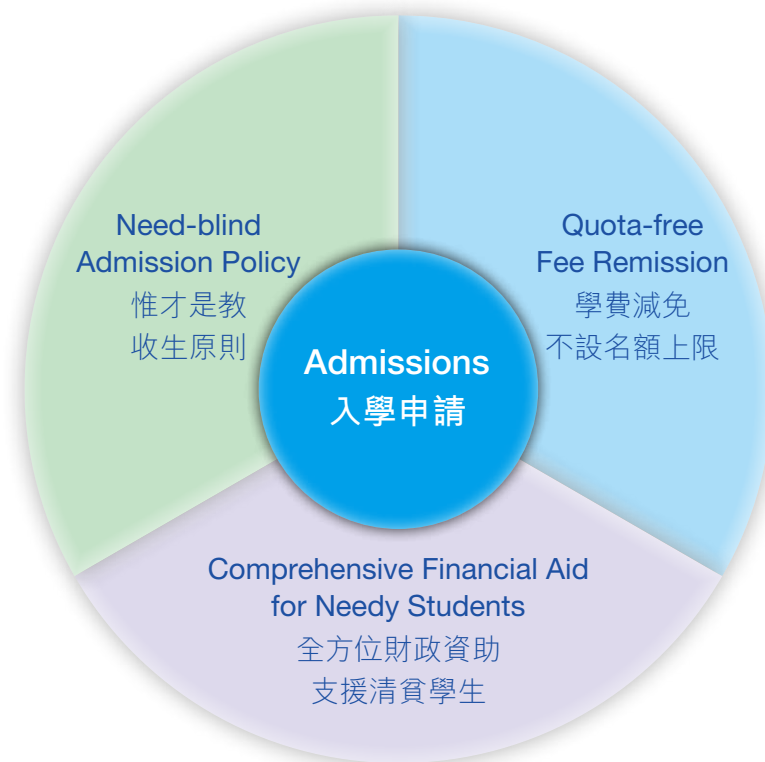 Need-blind
Admission Policy
惟才是教
收生原則
Quota-free
Fee Remission
學費減免
不設名額上限
Admissions
入學申請
Comprehensive Financial Aid
for Needy Students
全方位財政資助
支援清貧學生